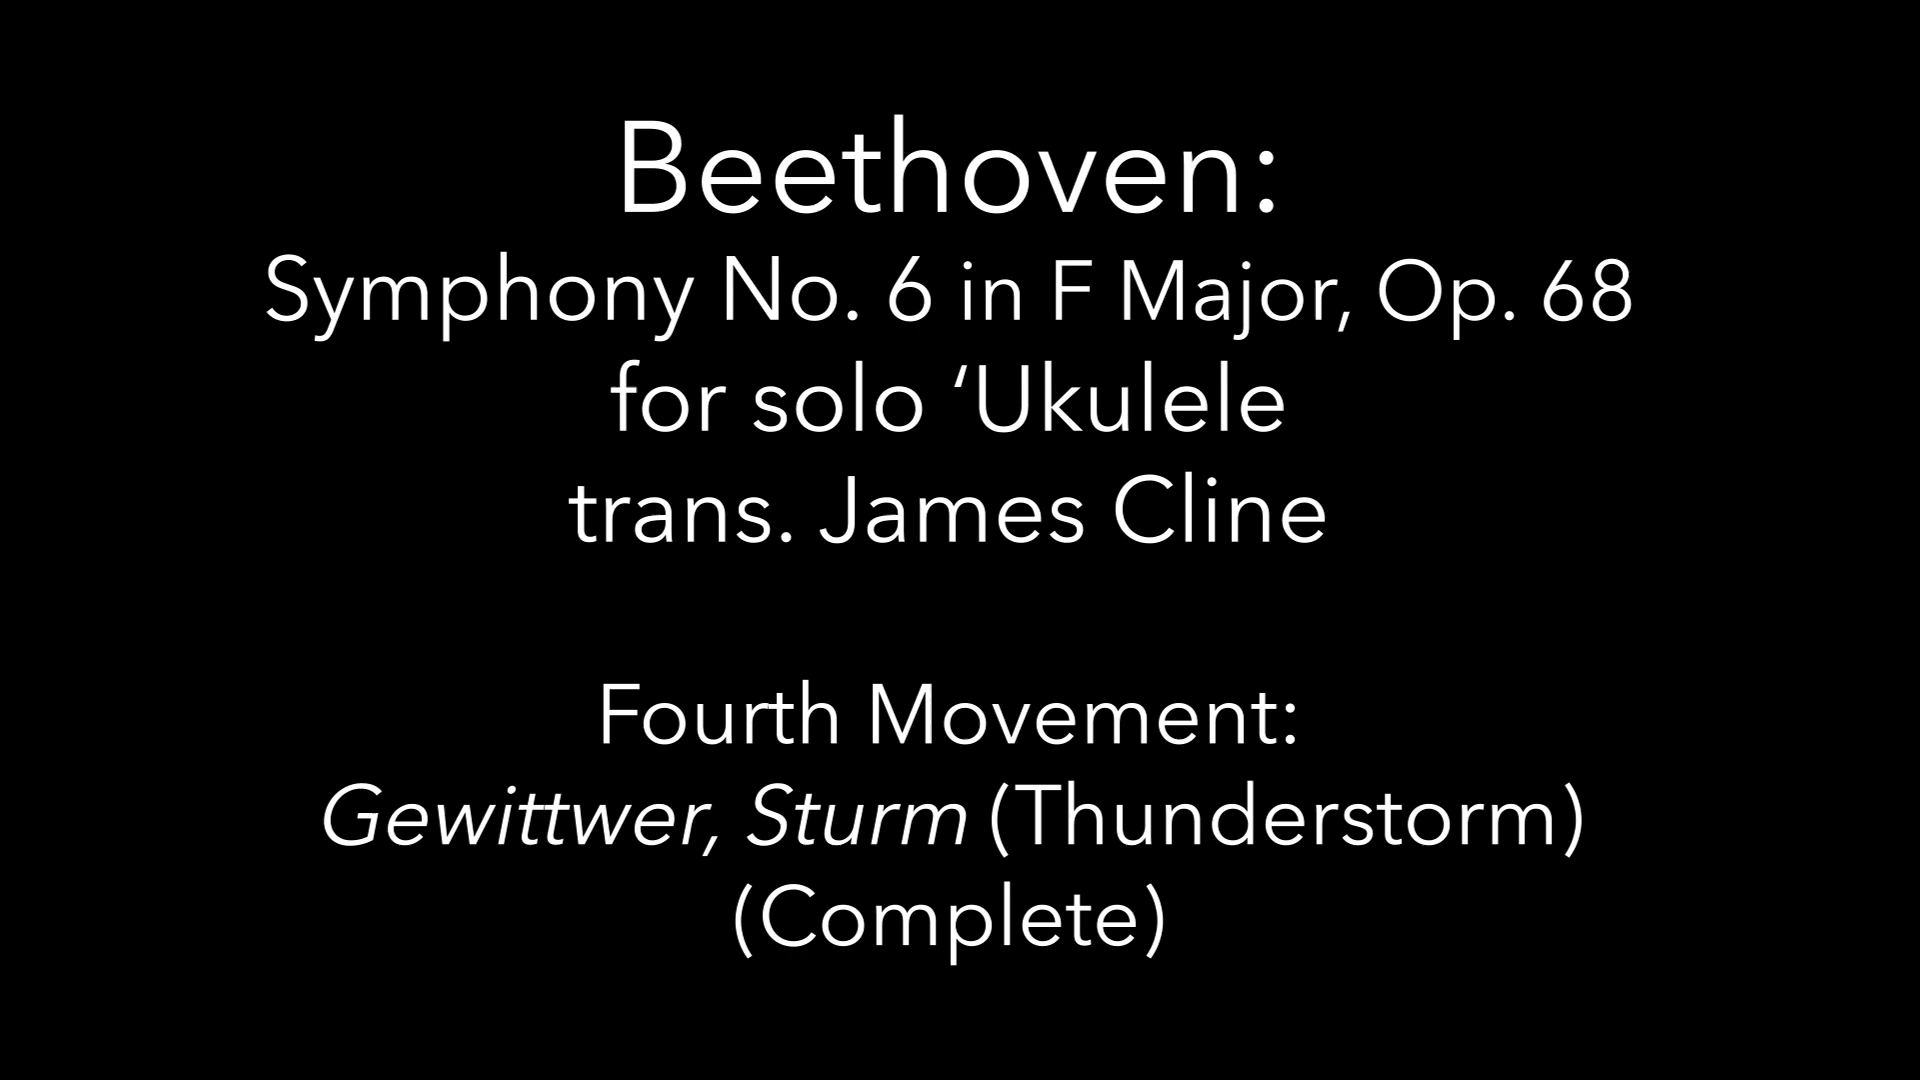 Beethoven:
Symphony No. 6 in F Major, Op. 68
for solo ‘Ukulele
trans. James Cline
Fourth Movement:
Gewittwer, Sturm (Thunderstorm)
(Complete)